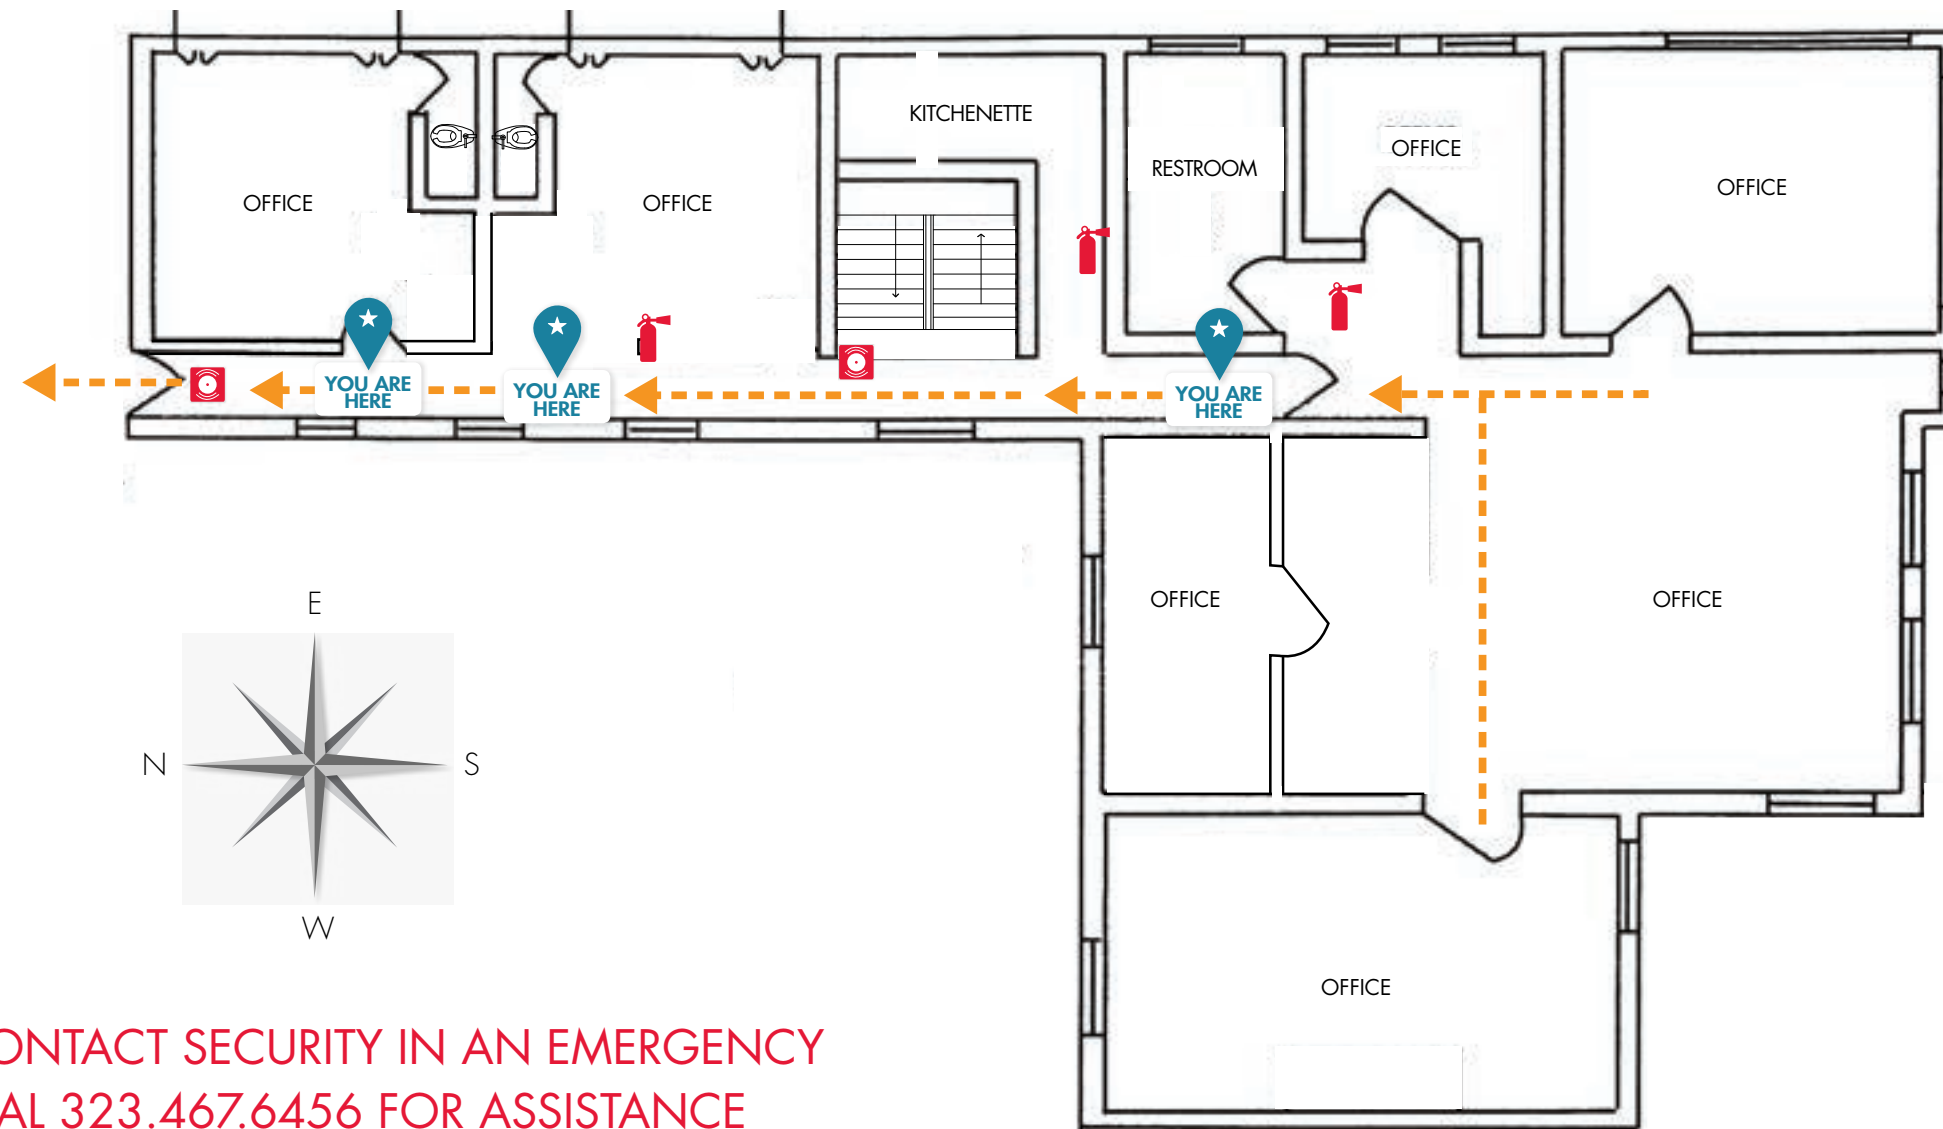 KITCHENETTE
OFFICE
RESTROOM
OFFICE
OFFICE
OFFICE
OFFICE
YOU ARE
HERE
YOU ARE
HERE
YOU ARE
HERE
OFFICE
OFFICE
E
N
S
W
OFFICE
ONTACT SECURITY IN AN EMERGENCY
AL 323.467.6456 FOR ASSISTANCE